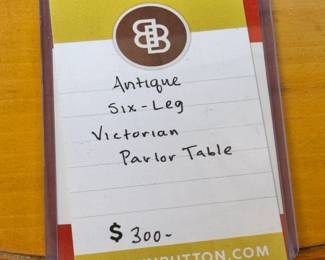 Antique
Six-Leg
Victorian
Parlor Table
$ 300-
BUTTON.COM